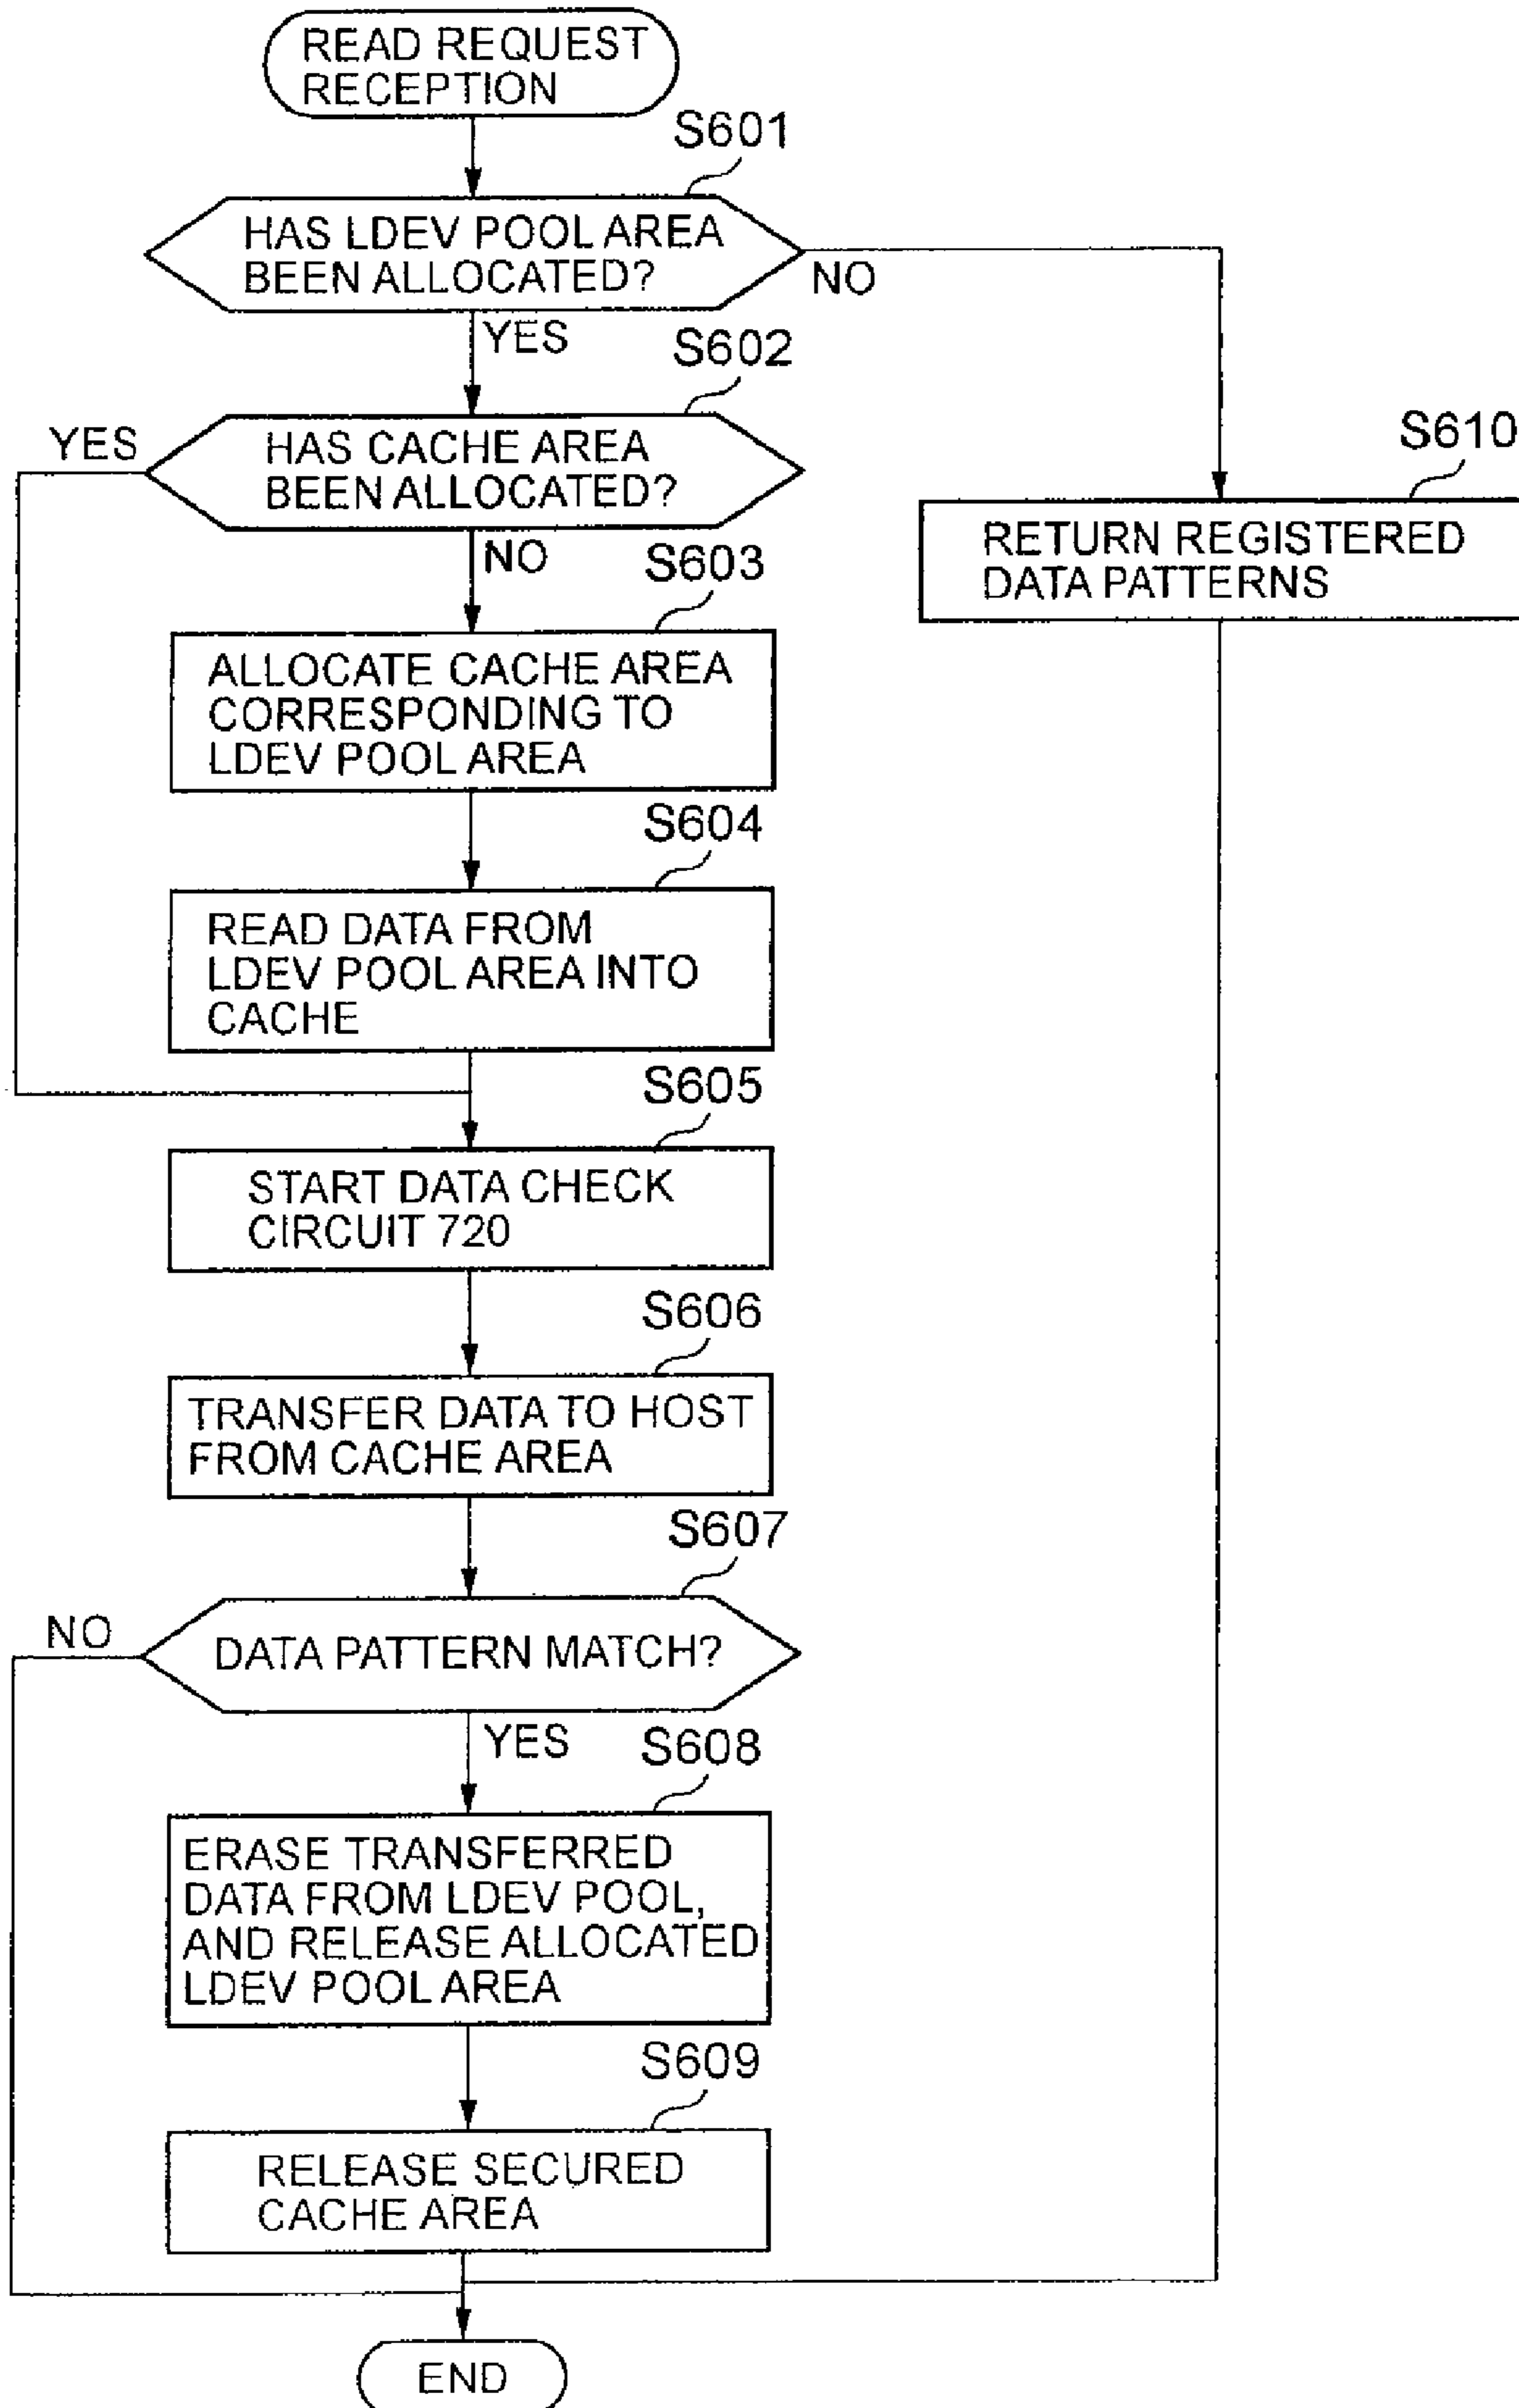 READ REQUEST
RECEPTION
S601
HAS LDEV POOL AREA
BEEN ALLOCATED?
NO
YES
S602
YES
HAS CACHE AREA
BEEN ALLOCATED?
S610
RETURN REGISTERED
DATA PATTERNS
NO
S603
ALLOCATE CACHE AREA
CORRESPONDING TO
LDEV POOL AREA
S604
READ DATA FROM
LDEV POOL AREA INTO
CACHE
S605
START DATA CHECK
CIRCUIT 720
S606
TRANSFER DATA TO HOST
FROM CACHE AREA
S607
NO
DATA PATTERN MATCH?
YES
S608
ERASE TRANSFERRED
DATA FROM LDEV POOL,
AND RELEASE ALLOCATED
LDEV POOL AREA
S609
RELEASE SECURED
CACHE AREA
END